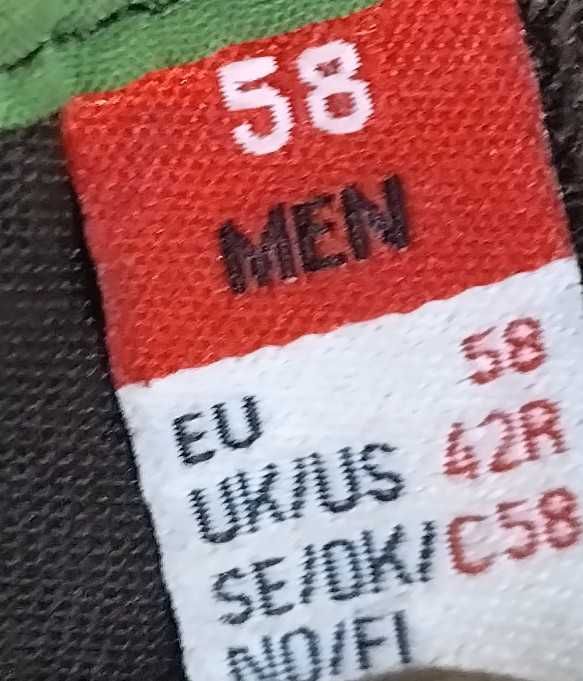 58
MEN
EU 58
UK/US 42R
SE/DK/ C58
NO/FI